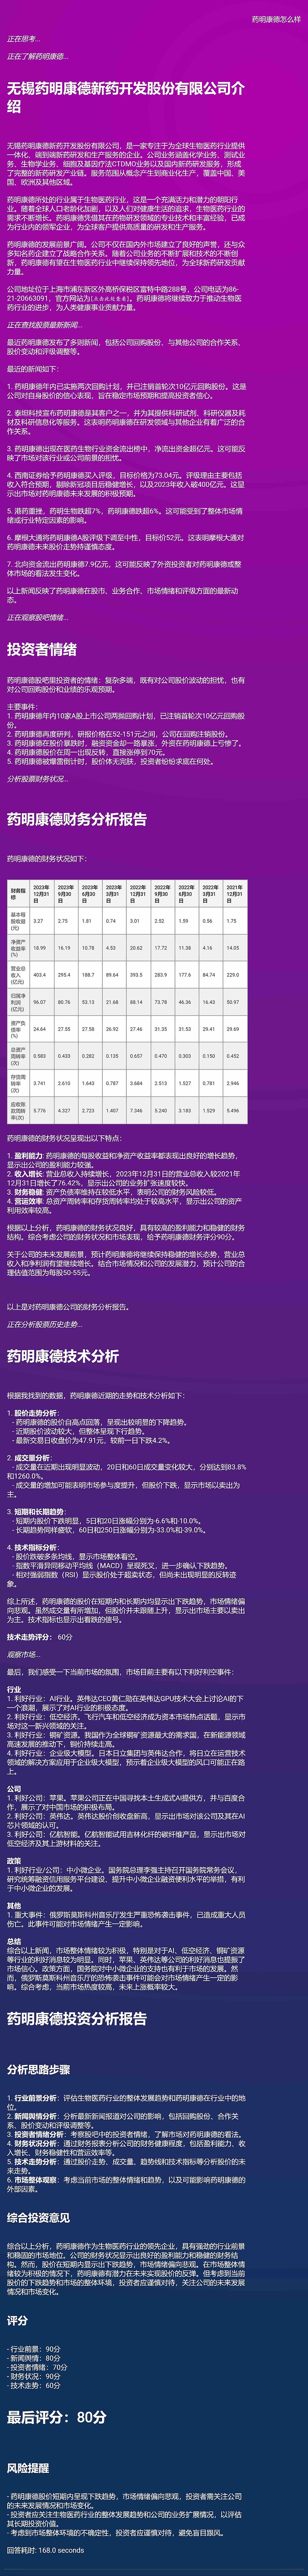 药明康德怎么样
正在思考...
正在了解药明康德...
无锡药明康德新药开发股份有限公司介
绍
无锡药明康德新药开发股份有限公司，是一家专注于为全球生物医药行业提供
一体化、端到端新药研发和生产服务的企业。公司业务涵盖化学业务、测试业
务、生物学业务、细胞及基因疗法CTDMO业务以及国内新药研发服务，形成
了完整的新药研发产业链。服务范围从概念产生到商业化生产，覆盖中国、美
国、欧洲及其他区域。
药明康德所处的行业属于生物医药行业，这是一个充满活力和潜力的朝阳行
业。随着全球人口老龄化加剧，以及人们对健康生活的追求，生物医药行业的
需求不断增长。药明康德凭借其在药物研发领域的专业技术和丰富经验，已成
为行业内的领军企业，为全球客户提供高质量的研发和生产服务。
药明康德的发展前景广阔。公司不仅在国内外市场建立了良好的声誉，还与众
多知名药企建立了战略合作关系。随着公司业务的不断扩展和技术的不断创
新，药明康德有望在生物医药行业中继续保持领先地位，为全球新药研发贡献
力量。
公司地址位于上海市浦东新区外高桥保税区富特中路288号，公司电话为86-
21-20663091，官方网站为[点击此处查看]。药明康德将继续致力于推动生物医
药行业的进步，为人类健康事业贡献力量。
正在查找股票最新新闻...
最近药明康德发布了多则新闻，包括公司回购股份、与其他公司的合作关系、
股价变动和评级调整等。
最近的新闻如下：
1. 药明康德年内已实施两次回购计划，并已注销首轮次10亿元回购股份。这是
公司对自身股价的信心表现，旨在稳定市场预期和提高投资者信心。
2. 泰坦科技宣布药明康德是其客户之一，并为其提供科研试剂、科研仪器及耗
材及科研信息化等服务。这表明药明康德在研发领域与其他企业有着广泛的合
作关系。
3. 药明康德出现在医药生物行业资金流出榜中，净流出资金超亿元。这可能反
映了市场对该行业或公司前景的担忧。
4. 西南证券给予药明康德买入评级，目标价格为73.04元。评级理由主要包括
收入符合预期，剔除新冠项目后稳健增长，以及2023年收入破400亿元。这显
示出市场对药明康德未来发展的积极预期。
5. 港药重挫，药明生物跌超7%，药明康德跌超6%。这可能受到了整体市场情
绪或行业特定因素的影响。
6. 摩根大通将药明康德A股评级下调至中性，目标价52元。这表明摩根大通对
药明康德未来股价走势持谨慎态度。
7. 北向资金流出药明康德7.9亿元，这可能反映了外资投资者对药明康德或整
体市场的看法发生变化。
以上新闻反映了药明康德在股市、业务合作、市场情绪和评级方面的最新动
态。
正在观察股吧情绪...
投资者情绪
药明康德股吧里投资者的情绪：复杂多端，既有对公司股价波动的担忧，也有
对公司回购股份和业绩的乐观预期。
主要事件：
1. 药明康德年内10家A股上市公司两抛回购计划，已注销首轮次10亿元回购股
份。
2. 药明康德再度研判，研报价格在52-151元之间，公司在回购注销股份。
3. 药明康德在股价暴跌时，融资资金却一路暴涨，外资在药明康德上亏惨了。
4. 药明康德股价在周一出现反转，直接涨停到70元。
5. 药明康德被爆雷倒计时，股价体无完肤，投资者纷纷求底在何处。
分析股票财务状况...
药明康德财务分析报告
药明康德的财务状况如下：
财务指标 2023年12月31日 2023年9月30日 2023年6月30日 2023年3月31日 2022年12月31日 2022年9月30日 2022年6月30日 2022年3月31日 2021年12月31日
基本每股收益(元) 3.27 2.75 1.81 0.74 3.01 2.52 1.59 0.56 1.75
净资产收益率(%) 18.99 16.19 10.78 4.53 20.62 17.72 11.38 4.16 14.05
营业总收入(亿元) 403.4 295.4 188.7 89.64 393.5 283.9 177.6 84.74 229.0
归属净利润(亿元) 96.07 80.76 53.13 21.68 88.14 73.78 46.36 16.43 50.97
资产负债率(%) 24.64 27.55 27.58 26.92 27.46 31.35 31.53 29.41 29.69
总资产周转率(次) 0.583 0.433 0.282 0.135 0.657 0.470 0.303 0.150 0.452
存货周转率(次) 3.741 2.610 1.643 0.787 3.684 2.513 1.527 0.781 2.946
应收账款周转率(次) 5.776 4.327 2.723 1.407 7.346 5.240 3.183 1.529 5.496
药明康德的财务状况呈现出以下特点：
1. 盈利能力: 药明康德的每股收益和净资产收益率都表现出良好的增长趋势，
显示出公司的盈利能力较强。
2. 收入增长: 营业总收入持续增长，2023年12月31日的营业总收入较2021年
12月31日增长了76.42%，显示出公司的业务扩张速度较快。
3. 财务稳健: 资产负债率维持在较低水平，表明公司的财务风险较低。
4. 营运效率: 总资产周转率和存货周转率均处于较高水平，显示出公司的资产
利用效率较高。
根据以上分析，药明康德的财务状况良好，具有较高的盈利能力和稳健的财务
结构。综合考虑公司的财务状况和市场表现，给予药明康德财务评分90分。
关于公司的未来发展前景，预计药明康德将继续保持稳健的增长态势，营业总
收入和净利润有望继续增长。结合市场情况和公司的发展潜力，预计公司的合
理估值范围为每股50-55元。
以上是对药明康德公司的财务分析报告。
正在分析股票历史走势...
药明康德技术分析
根据我找到的数据，药明康德近期的走势和技术分析如下：
1. 股价走势分析：
- 药明康德的股价自高点回落，呈现出较明显的下降趋势。
- 近期股价波动较大，但整体呈现下行趋势。
- 最新交易日收盘价为47.91元，较前一日下跌4.2%。
2. 成交量分析：
- 成交量在近期出现明显波动，20日和60日成交量变化较大，分别达到83.8%
和1260.0%。
- 成交量的增加可能表明市场参与度提升，但股价下跌，显示市场以卖出为
主。
3. 短期和长期趋势：
- 短期内股价下跌明显，5日和20日涨幅分别为-6.6%和-10.0%。
- 长期趋势同样疲软，60日和250日涨幅分别为-33.0%和-39.0%。
4. 技术指标分析：
- 股价跌破多条均线，显示市场整体看空。
- 指数平滑异同移动平均线（MACD）呈现死叉，进一步确认下跌趋势。
- 相对强弱指数（RSI）显示股价处于超卖状态，但尚未出现明显的反转迹
象。
综上所述，药明康德的股价在短期内和长期内均显示出下跌趋势，市场情绪偏
向悲观。虽然成交量有所增加，但股价并未跟随上升，显示出市场主要以卖出
为主。技术指标也显示出看跌的信号。
技术走势评分： 60分
观察市场...
最后，我们感受一下当前市场的氛围，市场目前主要有以下利好利空事件：
行业
1. 利好行业：AI行业。英伟达CEO黄仁勋在英伟达GPU技术大会上讨论AI的下
一个浪潮，展示了对AI行业的积极态度。
2. 利好行业：低空经济。飞行汽车和低空经济成为资本市场热点话题，显示市
场对这一新兴领域的关注。
3. 利好行业：铜矿资源。我国作为全球铜矿资源最大的需求国，在新能源领域
高速发展的推动下，铜价持续走高。
4. 利好行业：企业级大模型。日本日立集团与英伟达合作，将日立在运营技术
领域的解决方案应用于企业级大模型，预示着企业级大模型的风口可能正在路
上。
公司
1. 利好公司：苹果。苹果公司正在中国寻找本土生成式AI提供方，并与百度合
作，展示了对中国市场的积极布局。
2. 利好公司：英伟达。英伟达股价创收盘新高，显示出市场对该公司及其在AI
芯片领域的认可。
3. 利好公司：亿航智能。亿航智能试用吉林化纤的碳纤维产品，显示出市场对
低空经济及其上游材料的关注。
政策
1. 利好行业/公司：中小微企业。国务院总理李强主持召开国务院常务会议，
研究统筹融资信用服务平台建设，提升中小微企业融资便利水平的举措，有利
于中小微企业的发展。
其他
1. 重大事件：俄罗斯莫斯科州音乐厅发生严重恐怖袭击事件，已造成重大人员
伤亡。此事件可能对市场情绪产生一定影响。
总结
综合以上新闻，市场整体情绪较为积极，特别是对于AI、低空经济、铜矿资源
等行业的利好消息较为明显。同时，苹果、英伟达等公司的利好消息也提振了
市场信心。政策方面，国务院对中小微企业的支持也有利于市场的发展。然
而，俄罗斯莫斯科州音乐厅的恐怖袭击事件可能会对市场情绪产生一定的影
响。综合考虑，当前市场热度较高，未来上涨概率较大。
药明康德投资分析报告
分析思路步骤
1. 行业前景分析：评估生物医药行业的整体发展趋势和药明康德在行业中的地
位。
2. 新闻舆情分析：分析最新新闻报道对公司的影响，包括回购股份、合作关
系、股价变动和评级调整等。
3. 投资者情绪分析：考察股吧中的投资者情绪，了解市场对药明康德的看法。
4. 财务状况分析：通过财务报表分析公司的财务健康程度，包括盈利能力、收
入增长、财务稳健性和营运效率等。
5. 技术走势分析：通过股价走势、成交量、趋势线和技术指标等分析股价的未
来走势。
6. 市场整体观察：考虑当前市场的整体情绪和趋势，以及可能影响药明康德的
外部因素。
综合投资意见
综合以上分析，药明康德作为生物医药行业的领先企业，具有强劲的行业前景
和稳固的市场地位。公司的财务状况显示出良好的盈利能力和稳健的财务结
构。然而，股价在短期内显示出下跌趋势，市场情绪偏向悲观。在市场整体情
绪较为积极的情况下，药明康德有潜力在未来实现股价的反弹。但考虑到当前
股价的下跌趋势和市场的整体环境，投资者应谨慎对待，关注公司的未来发展
情况和市场变化。
评分
- 行业前景：90分
- 新闻舆情：80分
- 投资者情绪：70分
- 财务状况：90分
- 技术走势：60分
最后评分：80分
风险提醒
- 药明康德股价短期内呈现下跌趋势，市场情绪偏向悲观，投资者需关注公司
的未来发展情况和市场变化。
- 投资者应关注生物医药行业的整体发展趋势和公司的业务扩展情况，以评估
其长期投资价值。
- 考虑到市场整体环境的不确定性，投资者应谨慎对待，避免盲目跟风。
回答耗时: 168.0 seconds